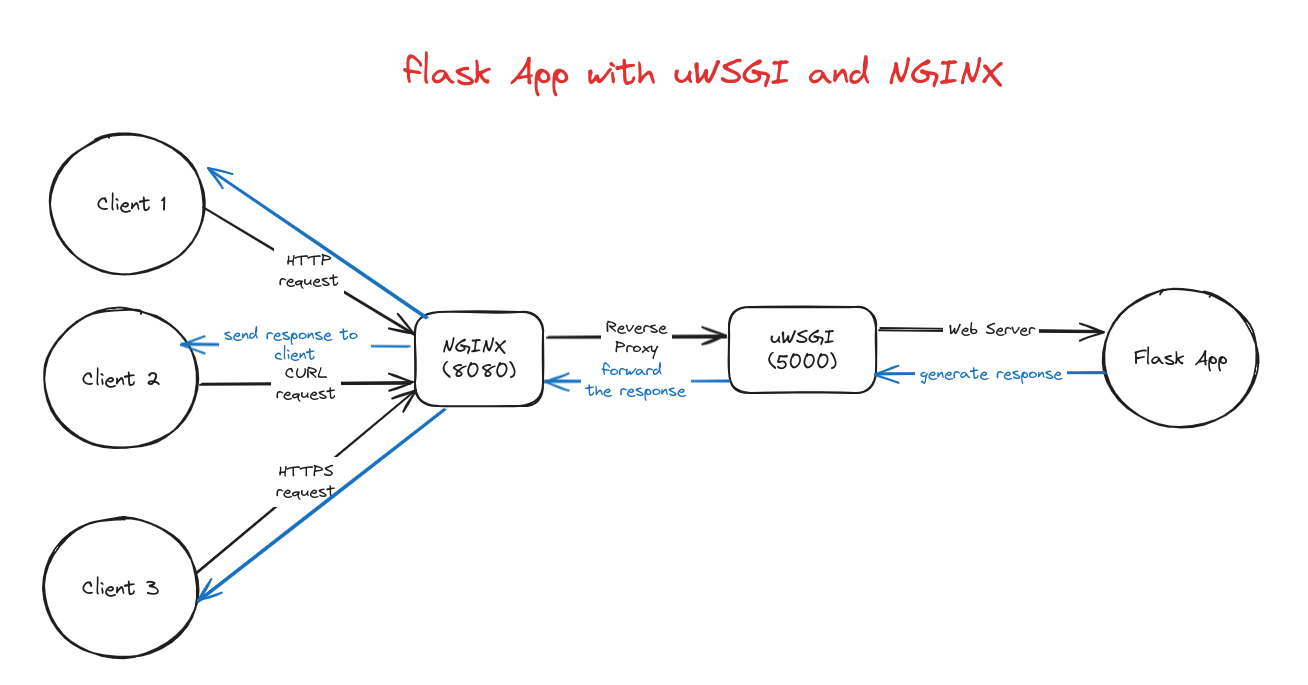 flask App with uWSGI and NGINX
Client 1
HTTP
request
send response to
client
Client 2
CURL
request
HTTPS
request
Client 3
NGINX
(8080)
Reverse
Proxy
forward
the response
uWSGI
(5000)
Web Server
generate response
Flask App